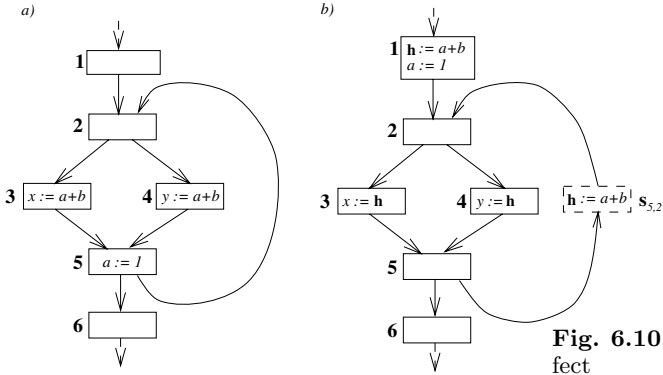 a)
1
2
3 x := a+b
4 y := a+b
5 a := 1
6
b)
1 h := a+b
a := 1
2
3 x := h
4 y := h
h := a+b s5,2
5
6
Fig. 6.10
fect